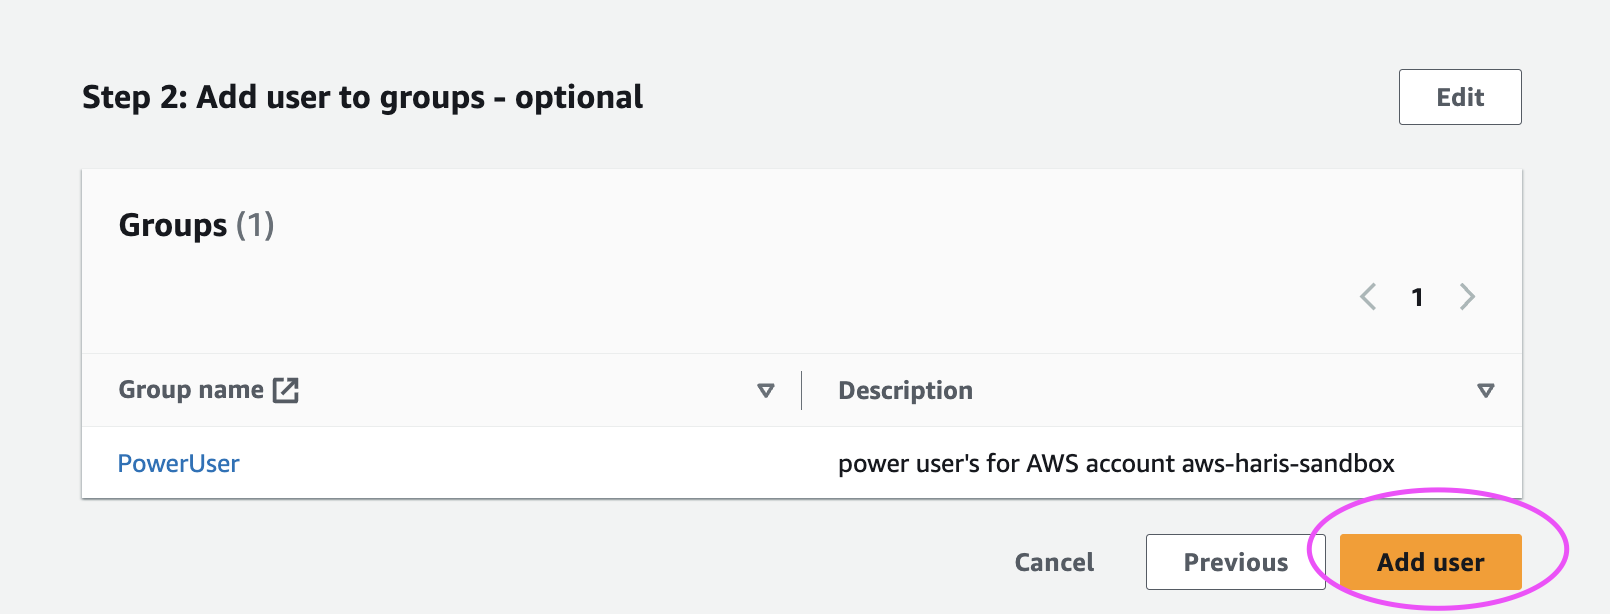 Step 2: Add user to groups - optional
Edit
Groups (1)
1
Group name
Description
PowerUser
power user's for AWS account aws-haris-sandbox
Cancel
Previous
Add user